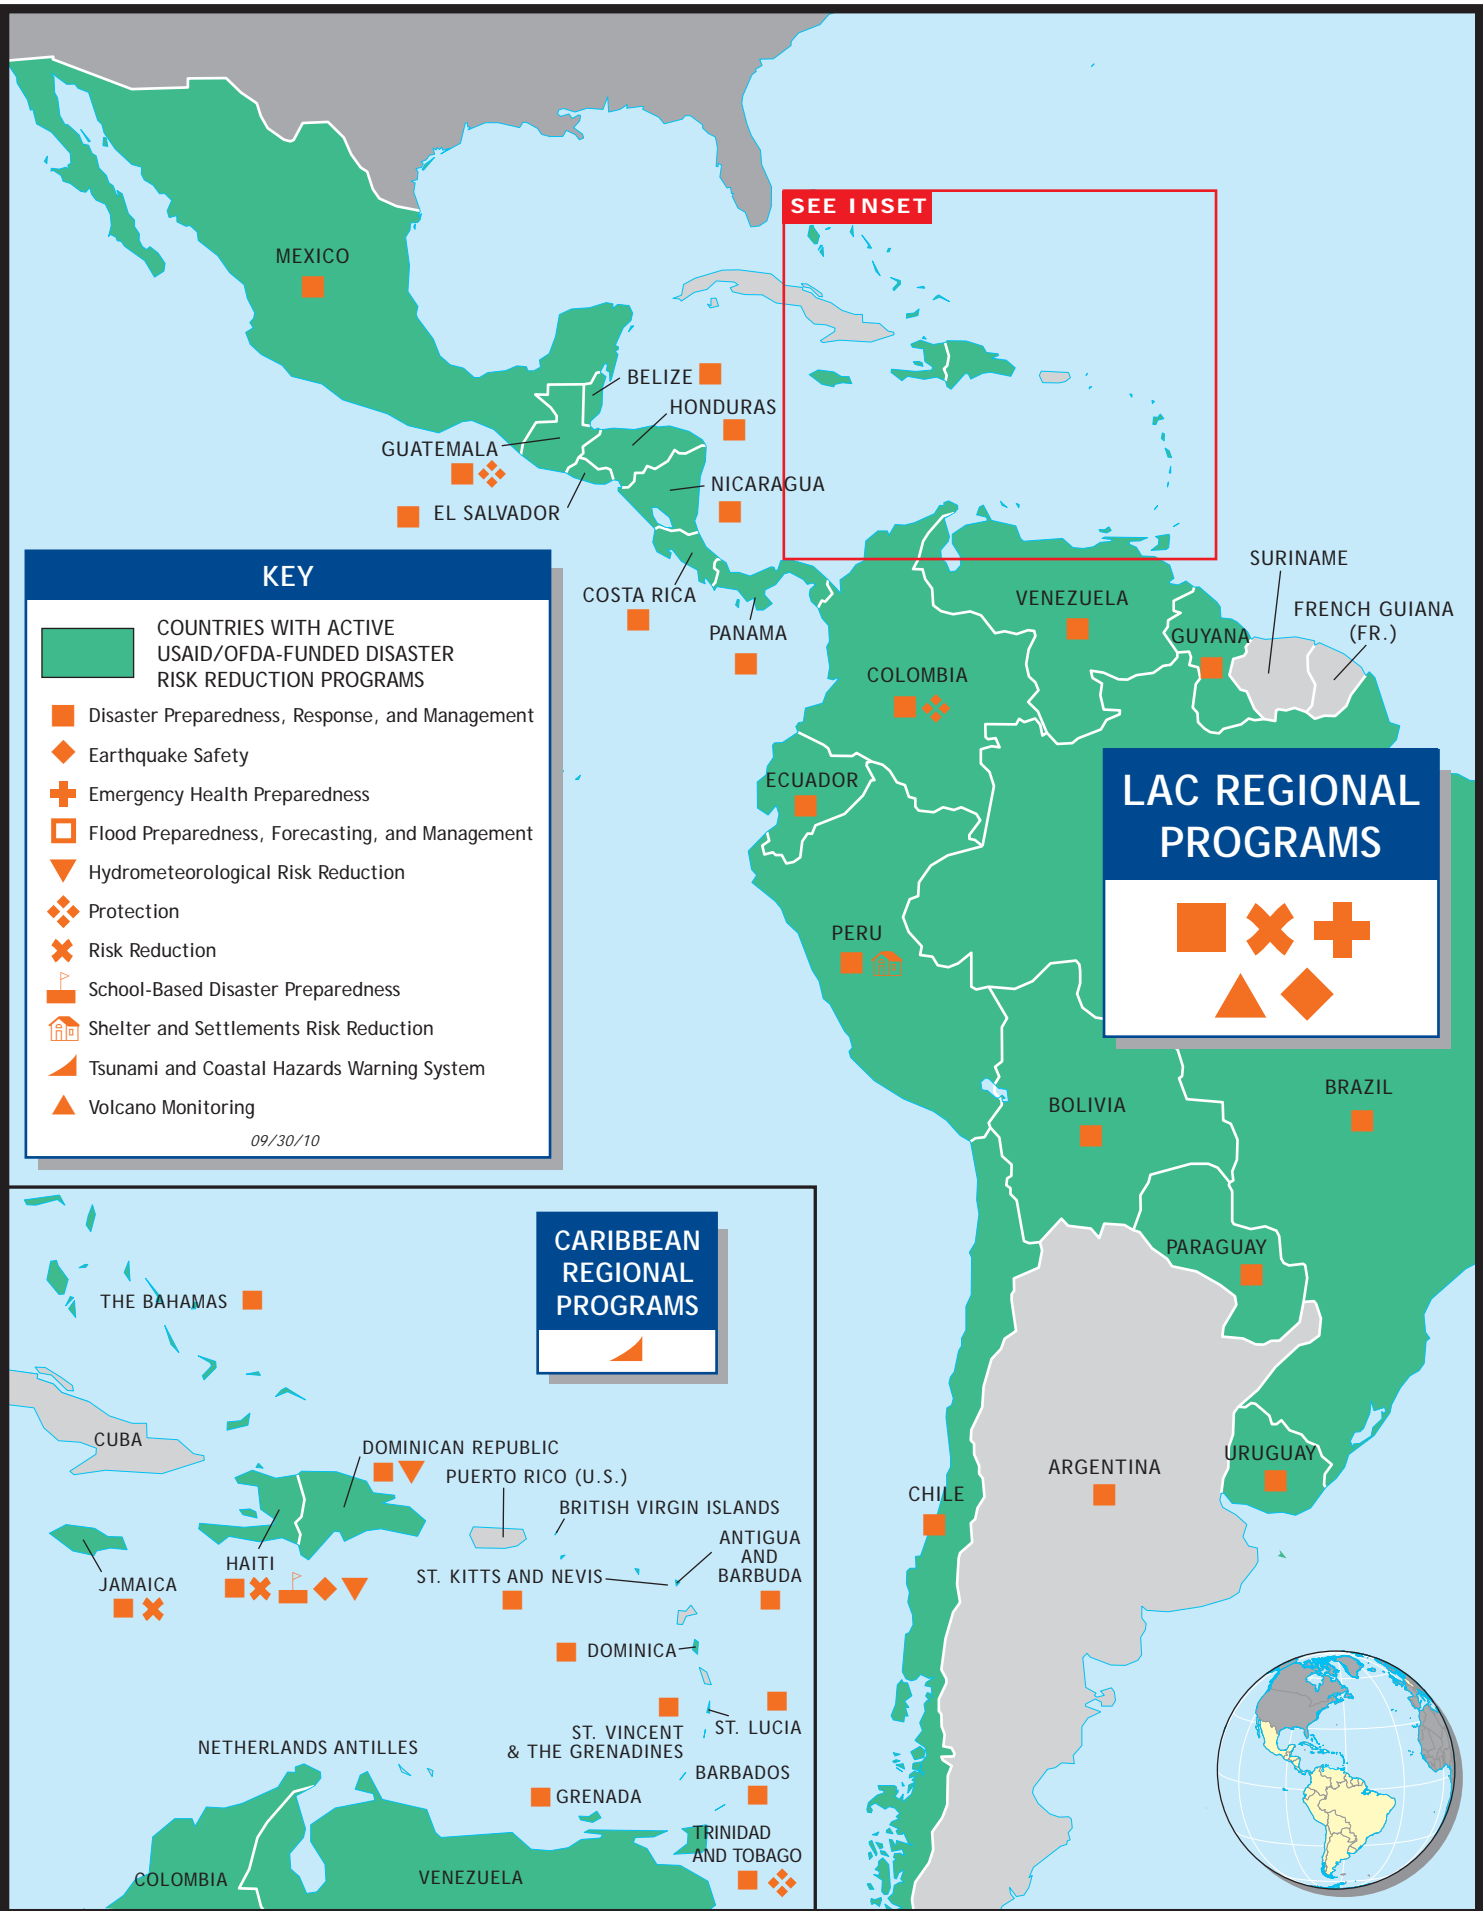 SEE INSET
MEXICO
BELIZE
HONDURAS
GUATEMALA
NICARAGUA
EL SALVADOR
COSTA RICA
PANAMA
SURINAME
VENEZUELA
FRENCH GUIANA
(FR.)
GUYANA
COLOMBIA
ECUADOR
PERU
BOLIVIA
BRAZIL
PARAGUAY
URUGUAY
ARGENTINA
CHILE
KEY
COUNTRIES WITH ACTIVE
USAID/OFDA-FUNDED DISASTER
RISK REDUCTION PROGRAMS
Disaster Preparedness, Response, and Management
Earthquake Safety
Emergency Health Preparedness
Flood Preparedness, Forecasting, and Management
Hydrometeorological Risk Reduction
Protection
Risk Reduction
School-Based Disaster Preparedness
Shelter and Settlements Risk Reduction
Tsunami and Coastal Hazards Warning System
Volcano Monitoring
09/30/10
LAC REGIONAL
PROGRAMS
CARIBBEAN
REGIONAL
PROGRAMS
THE BAHAMAS
CUBA
DOMINICAN REPUBLIC
PUERTO RICO (U.S.)
BRITISH VIRGIN ISLANDS
ANTIGUA
AND
BARBUDA
HAITI
JAMAICA
ST. KITTS AND NEVIS
DOMINICA
ST. LUCIA
ST. VINCENT
& THE GRENADINES
NETHERLANDS ANTILLES
BARBADOS
GRENADA
TRINIDAD
AND TOBAGO
COLOMBIA
VENEZUELA